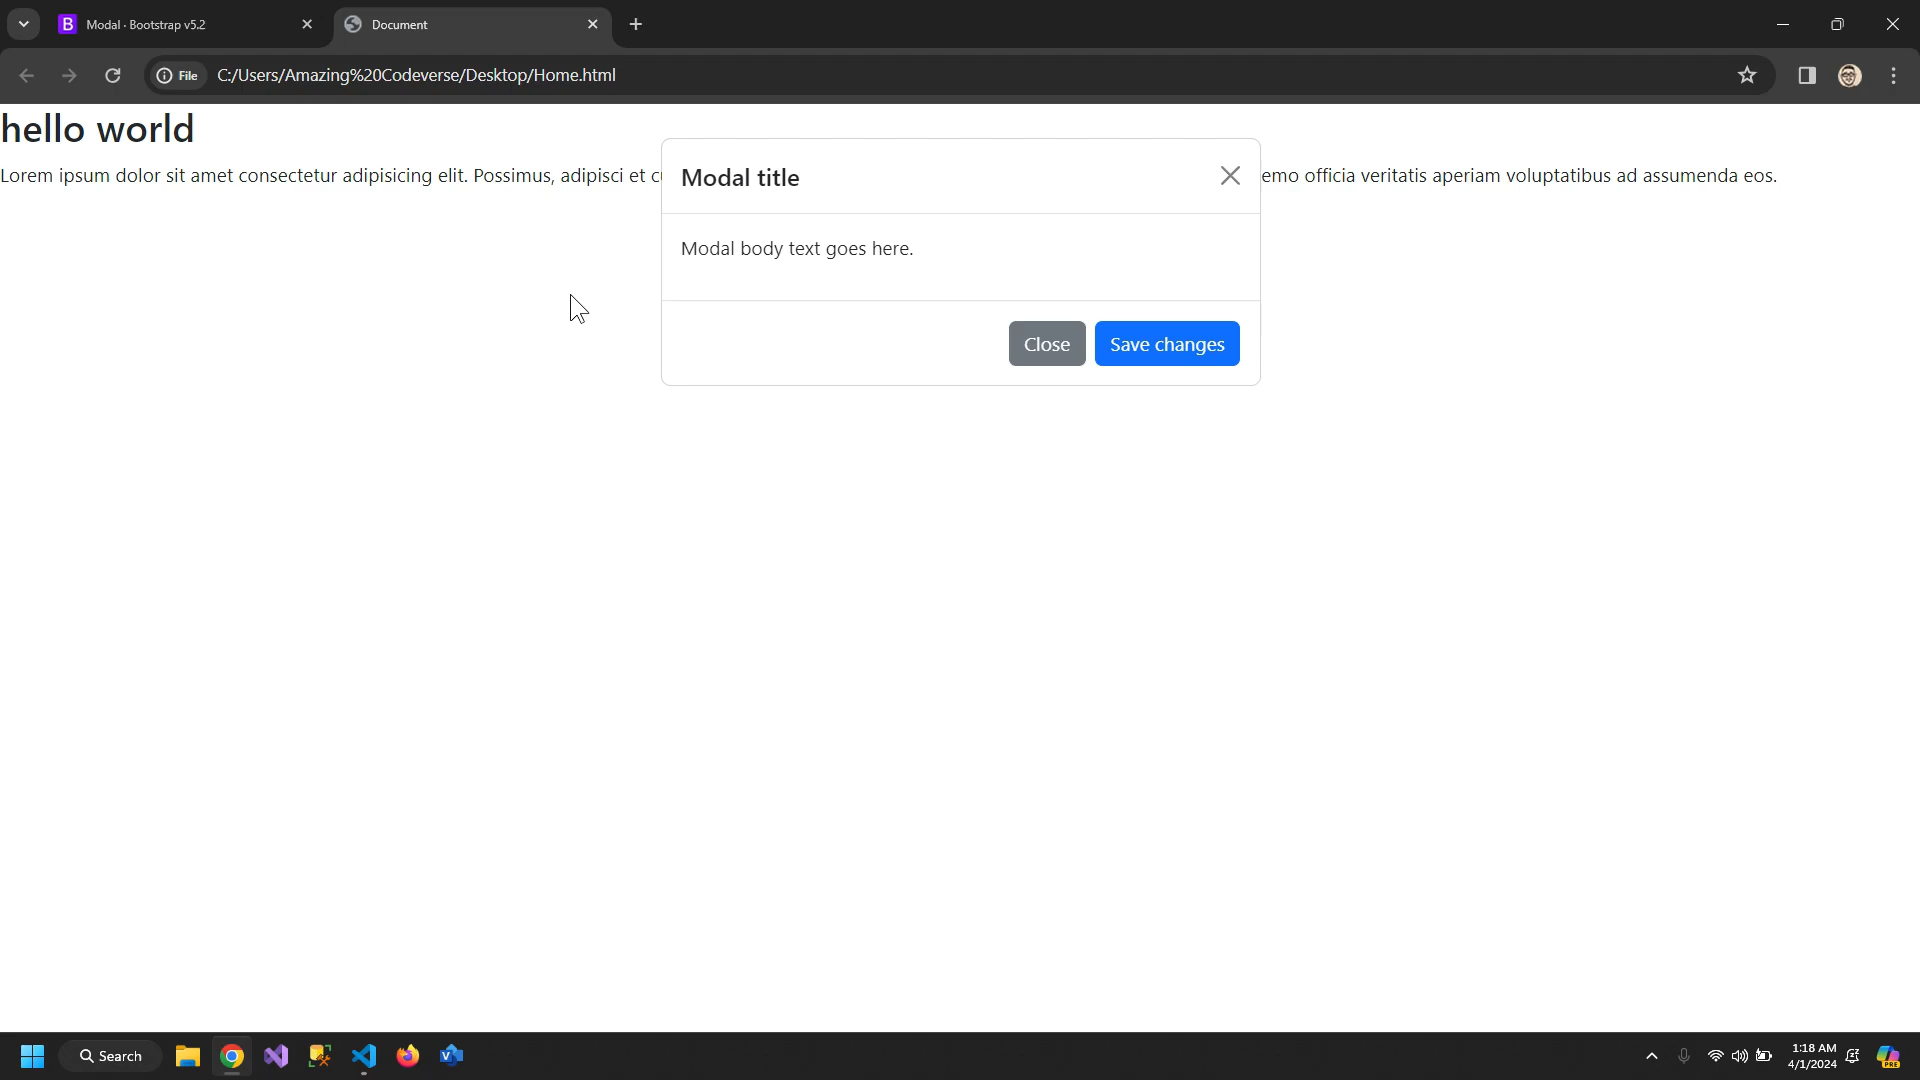 Modal · Bootstrap v5.2
Document
File
C:/Users/Amazing%20Codeverse/Desktop/Home.html
hello world
Lorem ipsum dolor sit amet consectetur adipisicing elit. Possimus, adipisci et
emo officia veritatis aperiam voluptatibus ad assumenda eos.
Modal title
Modal body text goes here.
Close
Save changes
Search
1:18 AM
4/1/2024
PRE